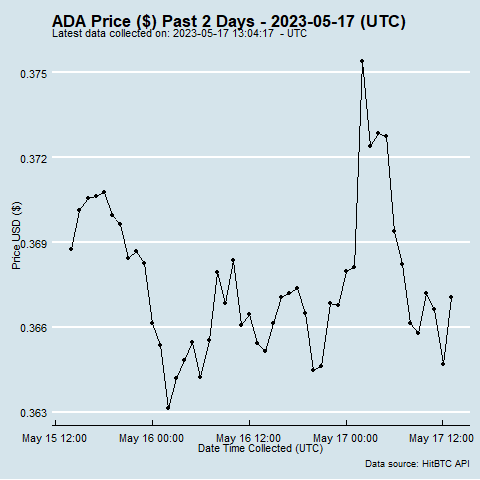 ADA Price ($) Past 2 Days - 2023-05-17 (UTC)
Latest data collected on: 2023-05-17 13:04:17 - UTC
0.375
0.372
0.369
0.366
0.363
Price USD ($)
May 15 12:00 May 16 00:00 May 16 12:00 May 17 00:00 May 17 12:00
Date Time Collected (UTC)
Data source: HitBTC API